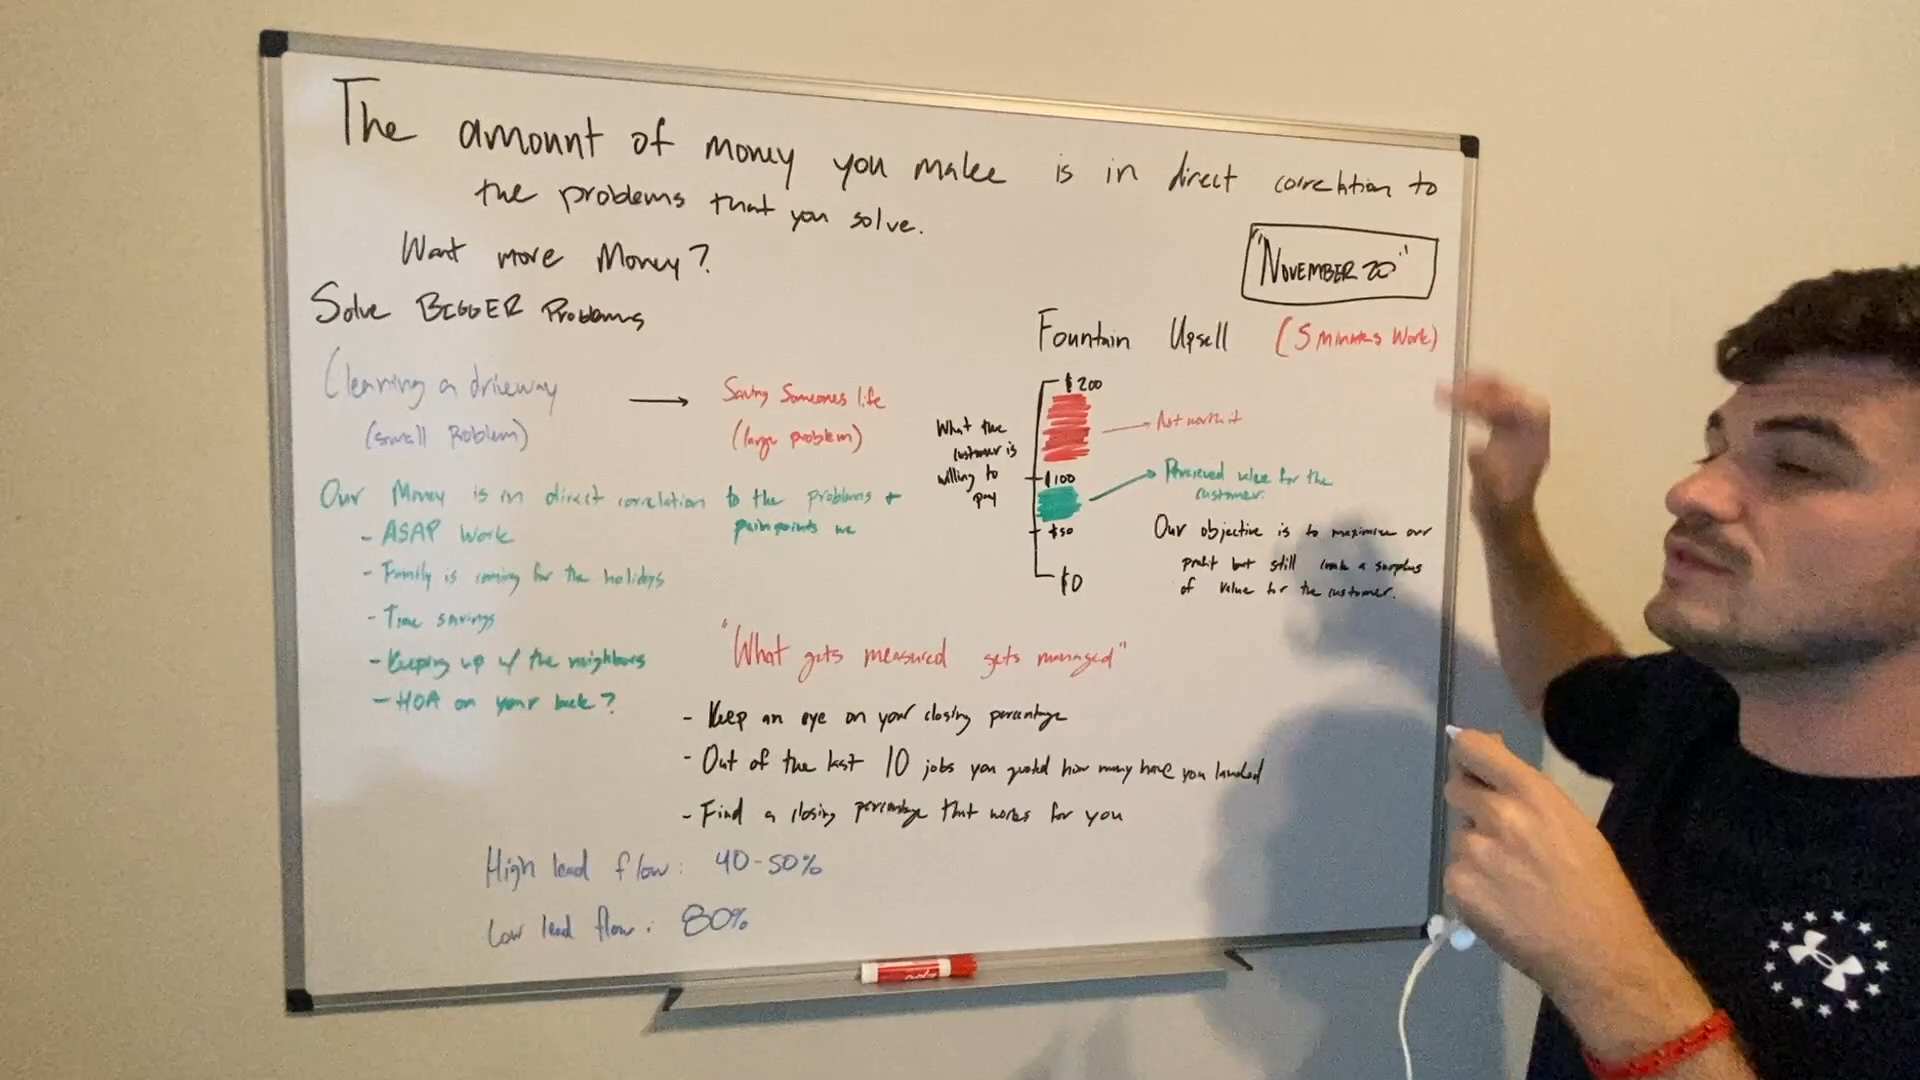 The amount of money you make is in direct correlation to
the problems that you solve.
Want more Money?
"NOVEMBER 20"
Solve BIGGER Problems
Cleaning a driveway
(small Problem)
Saving Someones life
(large problem)
Our Money is in direct correlation to the problems +
painpoints we
- ASAP Work
- Family is coming for the holidys
- Time savings
- Keeping up w/ the neighbors
- HOA on your back?
Fountain Upsell (5 minutes Work)
What the
customer is
willing to
pay
$200
$100
$50
$0
Not worth it
Percieved value for the
customer.
Our objective is to maximize our
profit but still create a surplus
of value for the customer.
"What gets measured gets managed"
- Keep an eye on your closing percentage
- Out of the last 10 jobs you quoted how many have you landed
- Find a closing percentage that works for you
High lead flow: 40-50%
Low lead flow: 80%